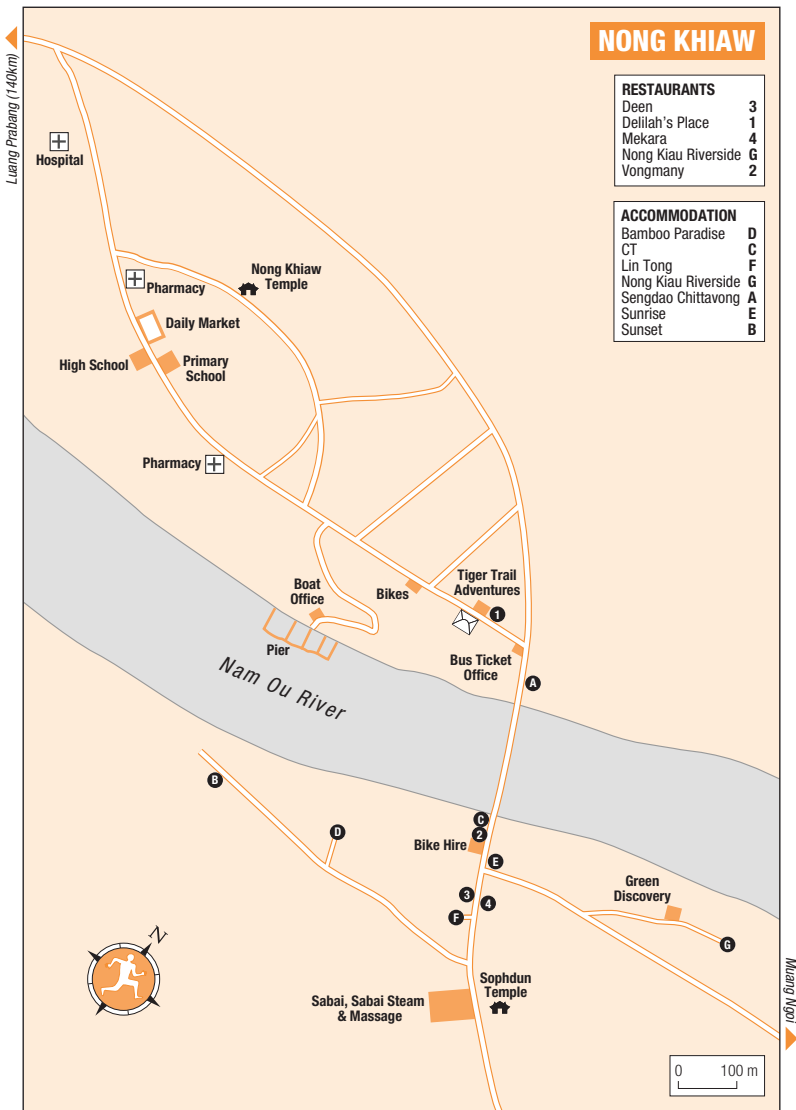 NONG KHIAW
Luang Prabang (140km)
RESTAURANTS
Deen 3
Delilah's Place 1
Mekara 4
Nong Kiau Riverside G
Vongmany 2
ACCOMMODATION
Bamboo Paradise D
CT C
Lin Tong F
Nong Kiau Riverside G
Sengdao Chittavong A
Sunrise E
Sunset B
Hospital
Nong Khiaw
Temple
Pharmacy
Daily Market
High School
Primary
School
Pharmacy
Boat
Office
Bikes
Tiger Trail
Adventures
1
Pier
Bus Ticket
Office
A
Nam Ou River
B
C
2
D
Bike Hire
E
3
4
F
Green
Discovery
G
N
Sophdun
Temple
Sabai, Sabai Steam
& Massage
Muang Ngoi
0 100 m